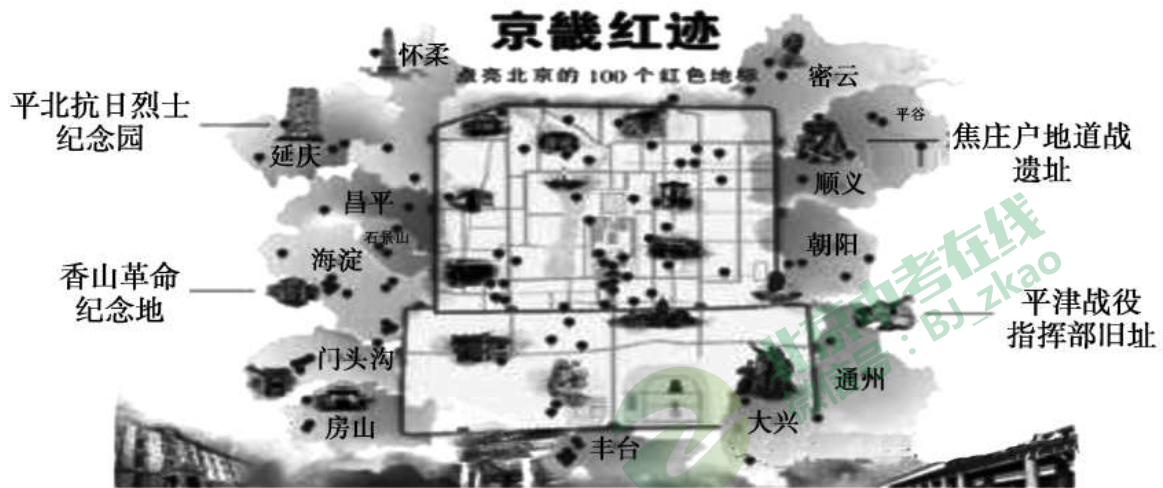 京畿红迹
点亮北京的100个红色地标
怀柔
密云
平北抗日烈士
纪念园
延庆
平谷
焦庄户地道战
遗址
顺义
昌平
石景山
海淀
朝阳
香山革命
纪念地
平津战役
指挥部旧址
门头沟
通州
房山
大兴
丰台
北京中考在线
微信号：BJ_zkao